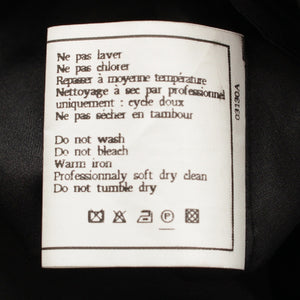 Ne pas laver
Ne pas chlorer
Repasser à moyenne température
Nettoyage à sec par professionnel
uniquement : cycle doux
Ne pas sécher en tambour
Do not wash
Do not bleach
Warm iron
Professionnaly soft dry clean
Do not tumble dry
P
03130A